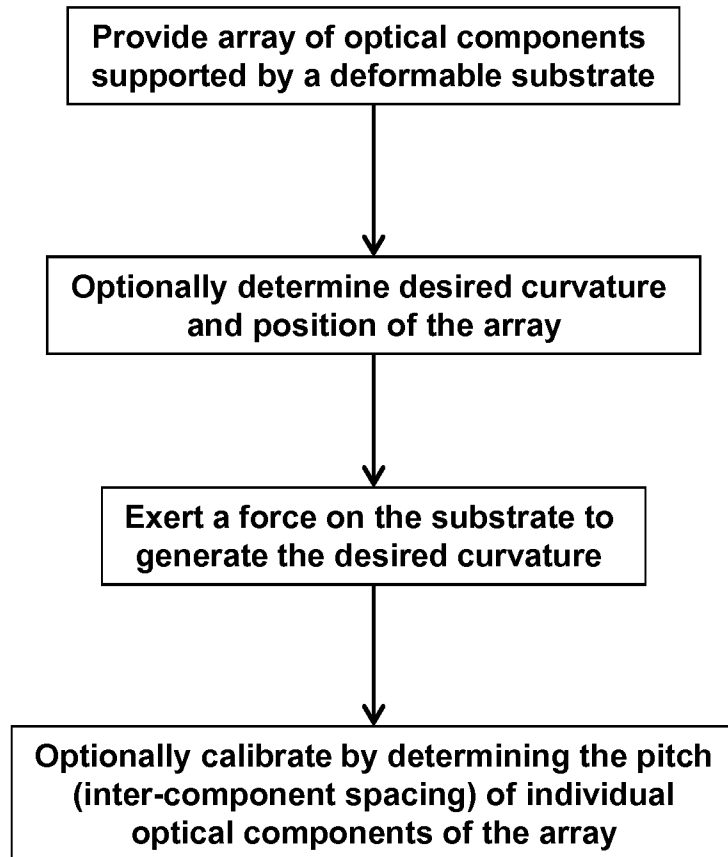 Provide array of optical components
supported by a deformable substrate
Optionally determine desired curvature
and position of the array
Exert a force on the substrate to
generate the desired curvature
Optionally calibrate by determining the pitch
(inter-component spacing) of individual
optical components of the array